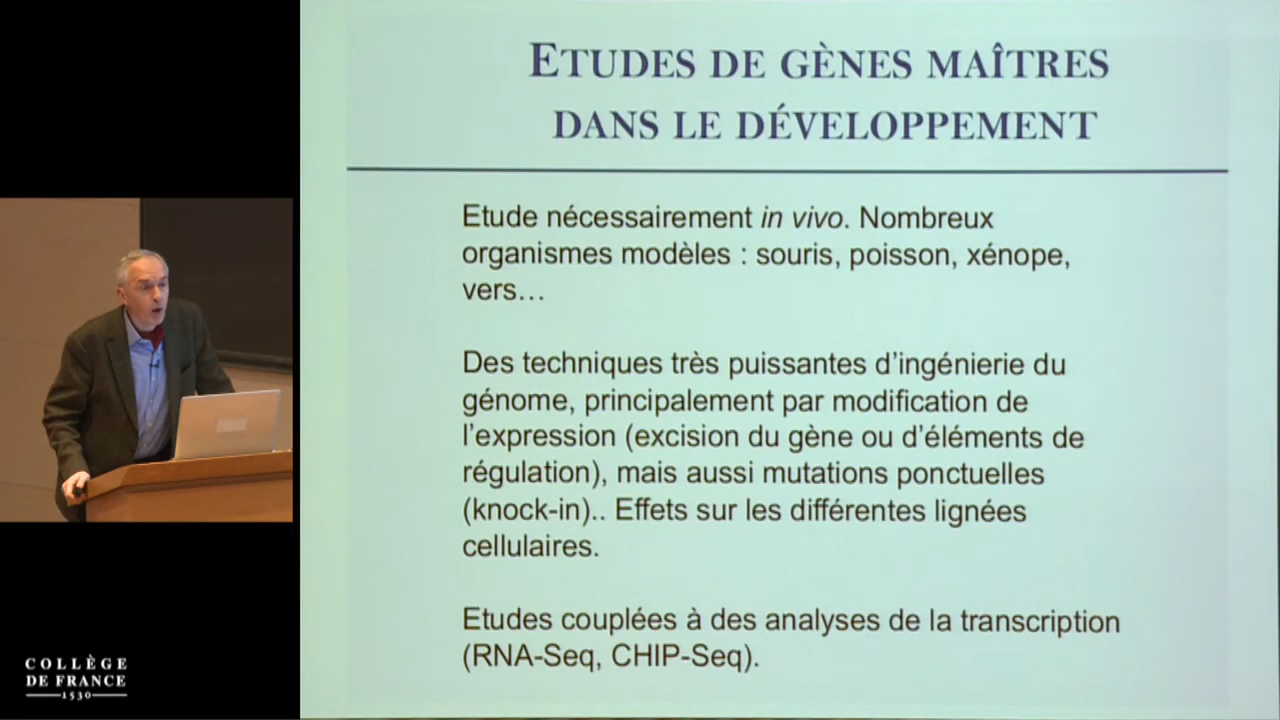 ETUDES DE GÈNES MAÎTRES
DANS LE DÉVELOPPEMENT
Etude nécessairement in vivo. Nombreux
organismes modèles : souris, poisson, xénope,
vers…
Des techniques très puissantes d’ingénierie du
génome, principalement par modification de
l’expression (excision du gène ou d’éléments de
régulation), mais aussi mutations ponctuelles
(knock-in).. Effets sur les différentes lignées
cellulaires.
Etudes couplées à des analyses de la transcription
(RNA-Seq, CHIP-Seq).
COLLÈGE
DE FRANCE
1530